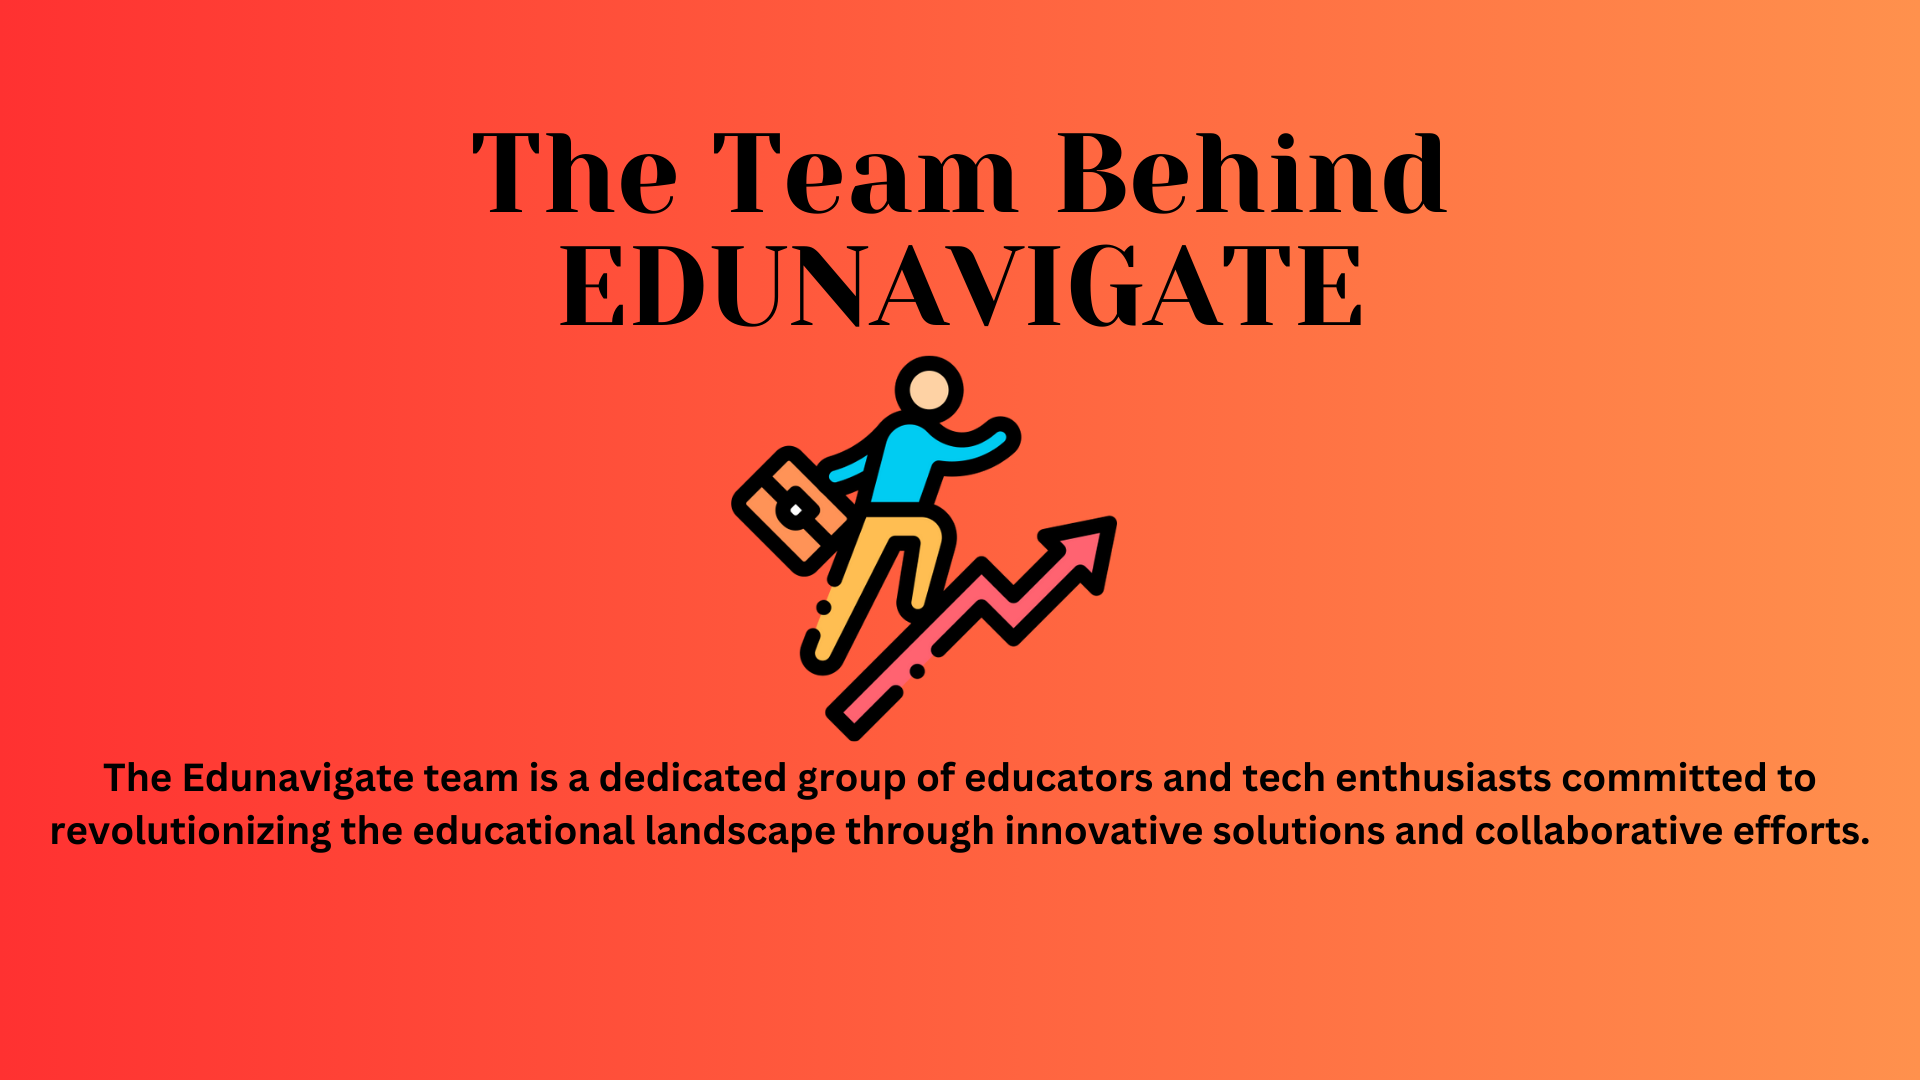 The Team Behind
EDUNAVIGATE
The Edunavigate team is a dedicated group of educators and tech enthusiasts committed to
revolutionizing the educational landscape through innovative solutions and collaborative efforts.